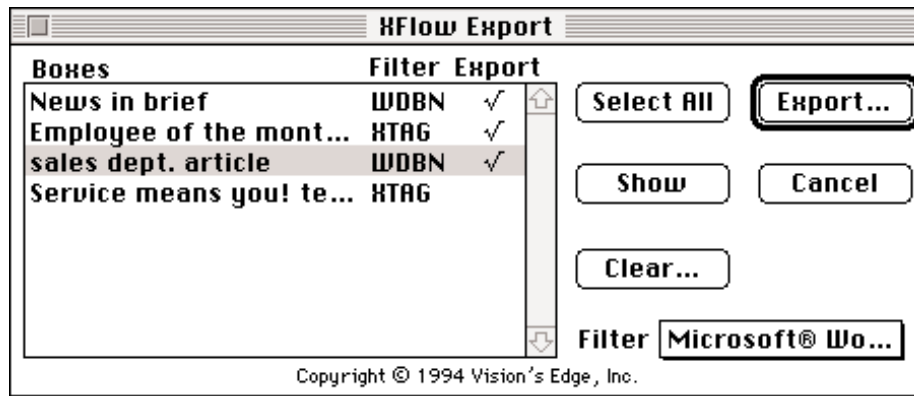 XFlow Export
Boxes Filter Export
News in brief WDBN √
Employee of the mont... XTAG √
sales dept. article WDBN √
Service means you! te... XTAG
Select All
Export...
Show
Cancel
Clear...
Filter Microsoft® Wo...
Copyright © 1994 Vision's Edge, Inc.